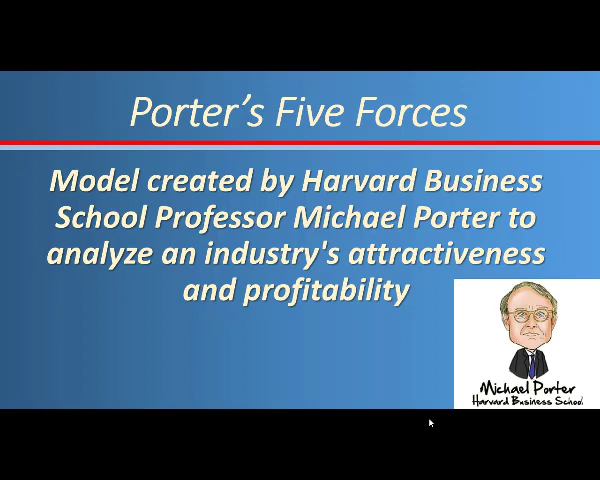 Porter’s Five Forces
Model created by Harvard Business
School Professor Michael Porter to
analyze an industry's attractiveness
and profitability
Michael Porter
Harvard Business School